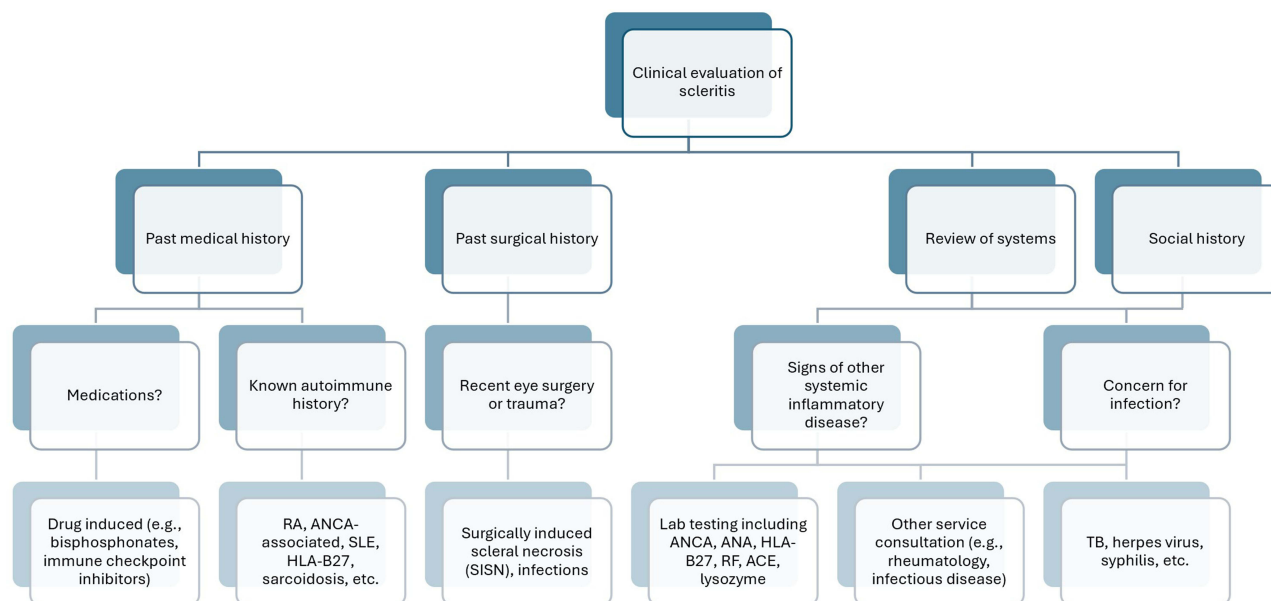 Clinical evaluation of
scleritis
Past medical history
Past surgical history
Review of systems
Social history
Medications?
Known autoimmune
history?
Recent eye surgery
or trauma?
Signs of other
systemic
inflammatory
disease?
Concern for
infection?
Drug induced (e.g.,
bisphosphonates,
immune checkpoint
inhibitors)
RA, ANCA-
associated, SLE,
HLA-B27,
sarcoidosis, etc.
Surgically induced
scleral necrosis
(SISN), infections
Lab testing including
ANCA, ANA, HLA-
B27, RF, ACE,
lysozyme
Other service
consultation (e.g.,
rheumatology,
infectious disease)
TB, herpes virus,
syphilis, etc.